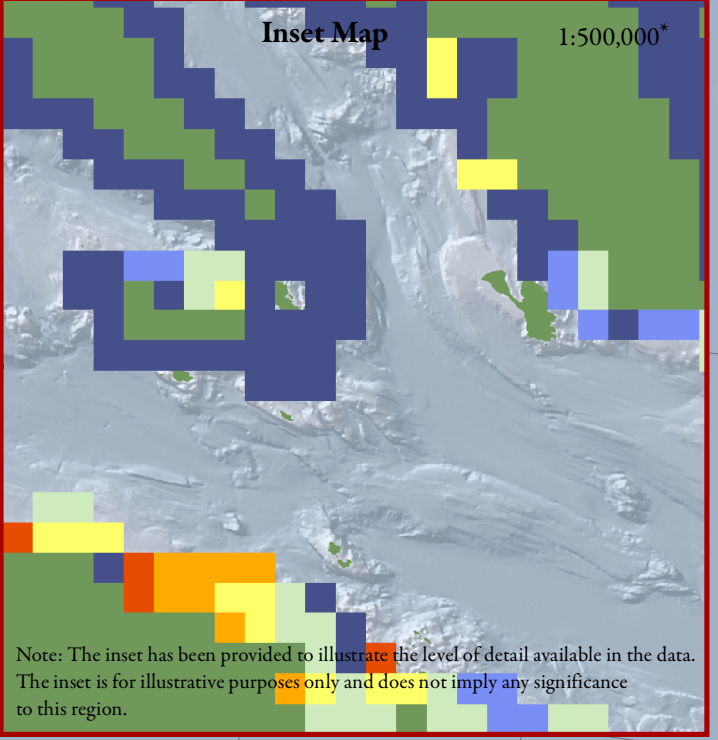 Inset Map
1:500,000*
Note: The inset has been provided to illustrate the level of detail available in the data.
The inset is for illustrative purposes only and does not imply any significance
to this region.